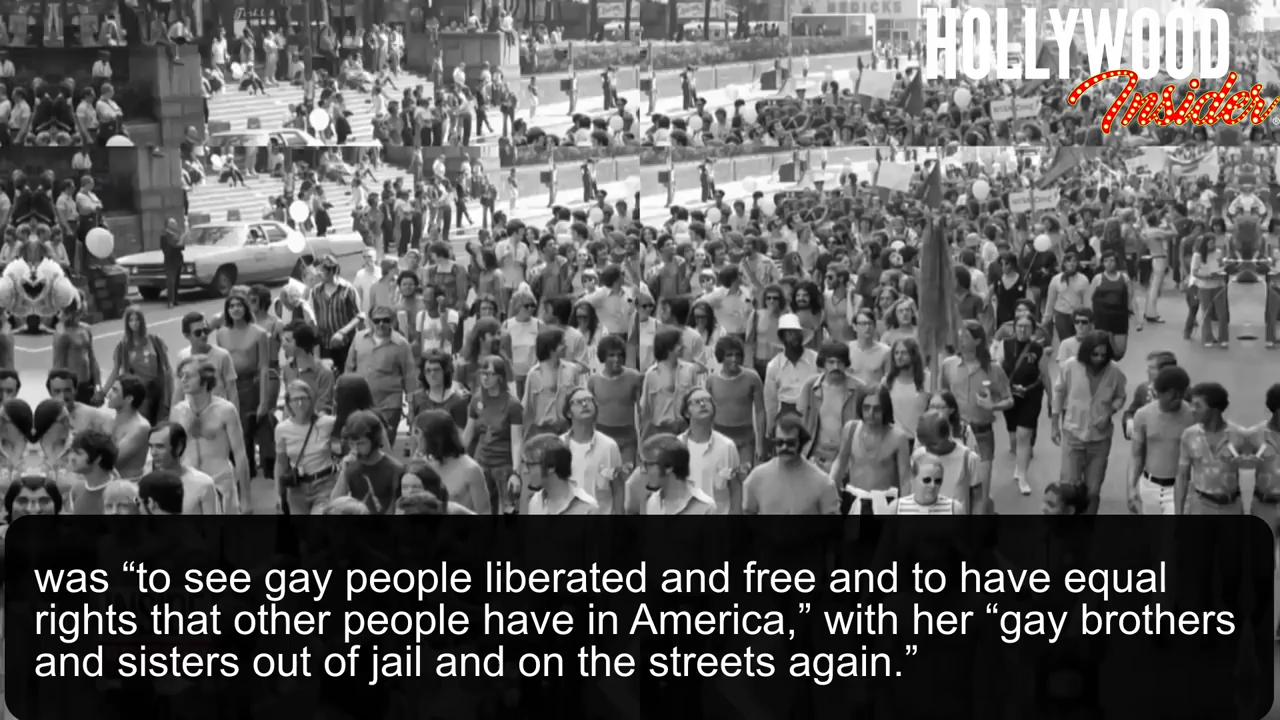 HOLLYWOOD
Insider
was “to see gay people liberated and free and to have equal
rights that other people have in America,” with her “gay brothers
and sisters out of jail and on the streets again.”